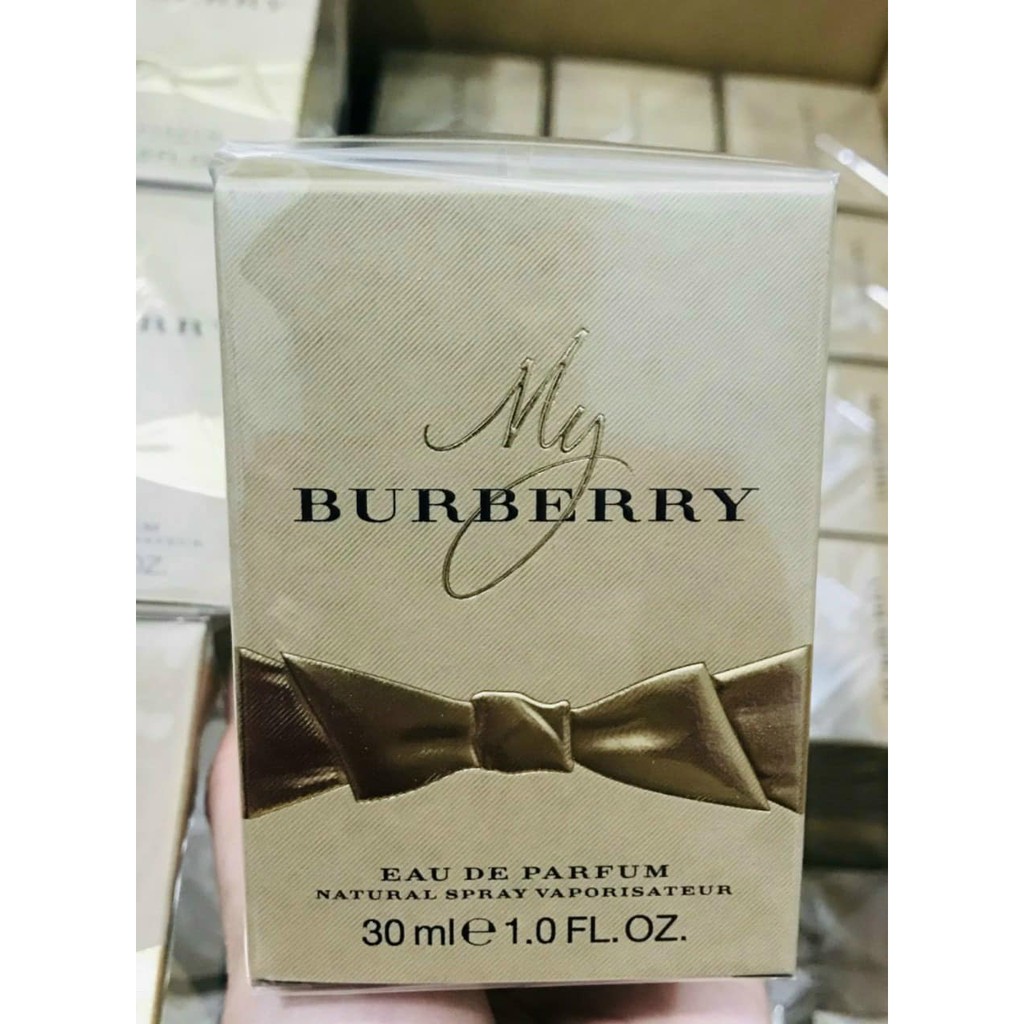 My
BURBERRY
EAU DE PARFUM
NATURAL SPRAY VAPORISATEUR
30 ml℮ 1.0 FL. OZ.